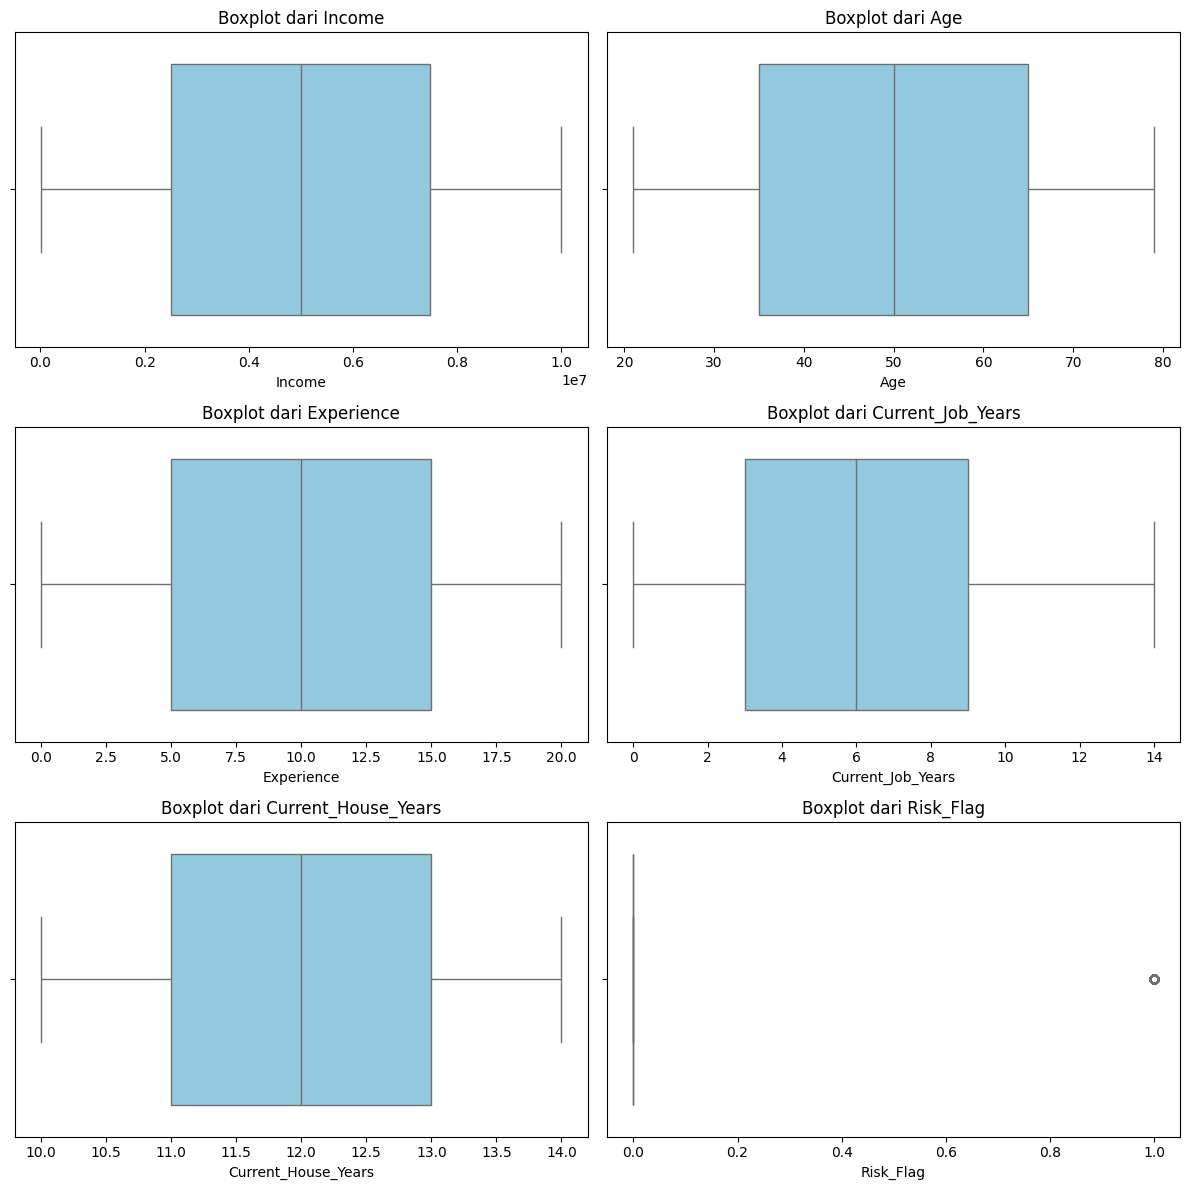 Boxplot dari Income
0.0 0.2 0.4 0.6 0.8 1.0
1e7
Income
Boxplot dari Age
20 30 40 50 60 70 80
Age
Boxplot dari Experience
0.0 2.5 5.0 7.5 10.0 12.5 15.0 17.5 20.0
Experience
Boxplot dari Current_Job_Years
0 2 4 6 8 10 12 14
Current_Job_Years
Boxplot dari Current_House_Years
10.0 10.5 11.0 11.5 12.0 12.5 13.0 13.5 14.0
Current_House_Years
Boxplot dari Risk_Flag
0.0 0.2 0.4 0.6 0.8 1.0
Risk_Flag